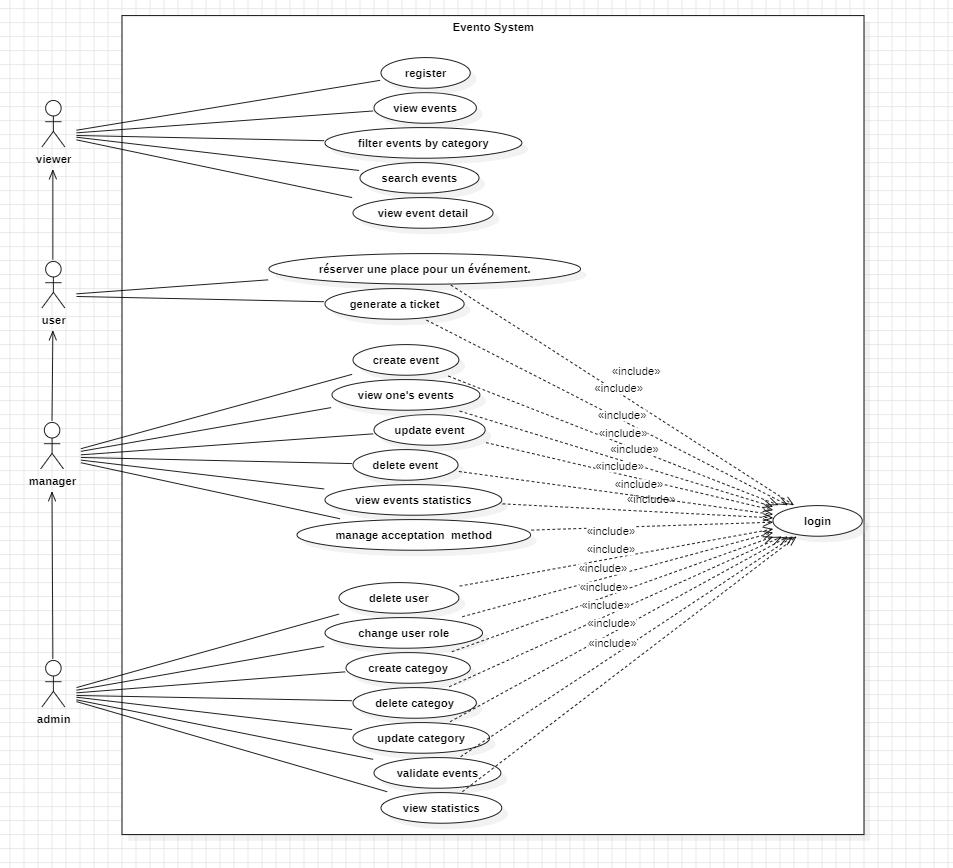 Evento System
register
view events
filter events by category
search events
view event detail
viewer
réserver une place pour un événement.
generate a ticket
user
create event
view one's events
update event
delete event
view events statistics
manage acceptation  method
manager
«include»
«include»
«include»
«include»
«include»
«include»
«include»
«include»
login
«include»
«include»
«include»
«include»
«include»
«include»
«include»
delete user
change user role
create categoy
delete categoy
update category
validate events
view statistics
admin